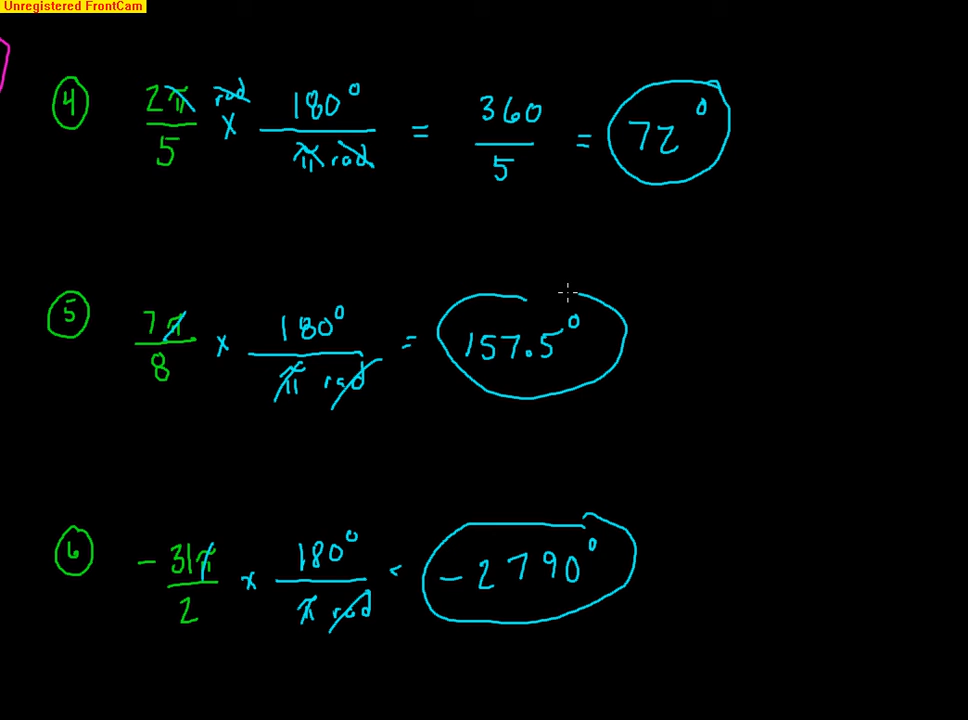 Unregistered FrontCam
4 2π/5 rad x 180°/π rad = 360/5 = 72°
5 7π/8 x 180°/π rad = 157.5°
6 -31π/2 x 180°/π rad = -2790°